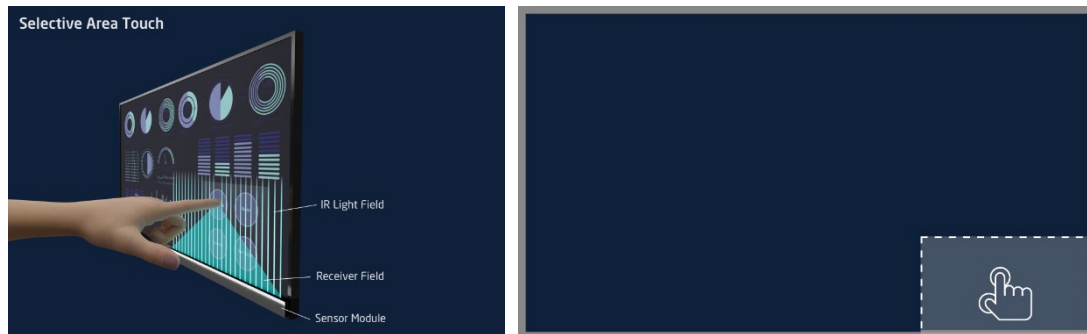 Selective Area Touch
IR Light Field
Receiver Field
Sensor Module